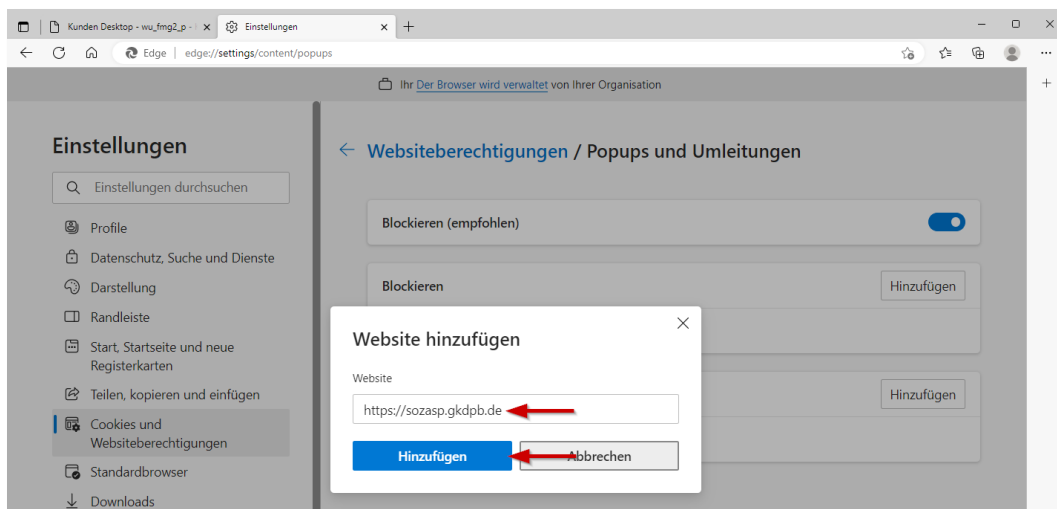 Kunden Desktop - wu_fmg2_p -
Einstellungen
Edge | edge://settings/content/popups
Ihr Der Browser wird verwaltet von Ihrer Organisation
Einstellungen
Einstellungen durchsuchen
Profile
Datenschutz, Suche und Dienste
Darstellung
Randleiste
Start, Startseite und neue
Registerkarten
Teilen, kopieren und einfügen
Cookies und
Websiteberechtigungen
Standardbrowser
Downloads
Websiteberechtigungen / Popups und Umleitungen
Blockieren (empfohlen)
Blockieren
Hinzufügen
Hinzufügen
Website hinzufügen
Website
https://sozasp.gkdpb.de
Hinzufügen
Abbrechen